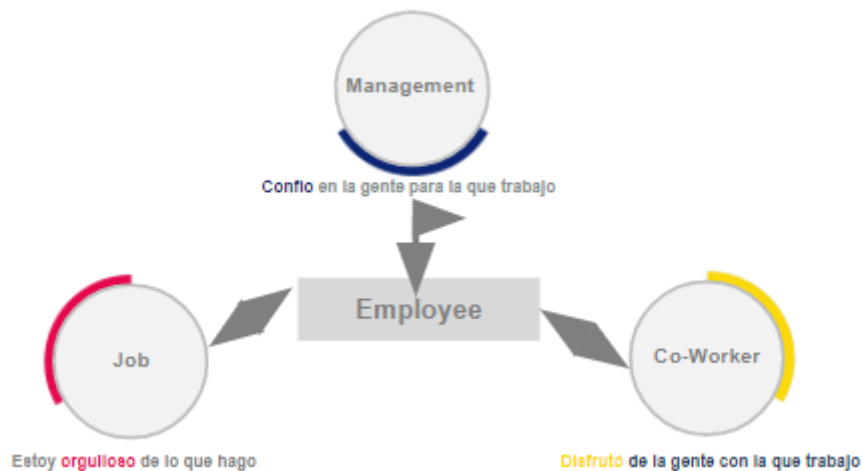 Management
Confío en la gente para la que trabajo
Employee
Job
Co-Worker
Estoy orgulloso de lo que hago
Disfruto de la gente con la que trabajo